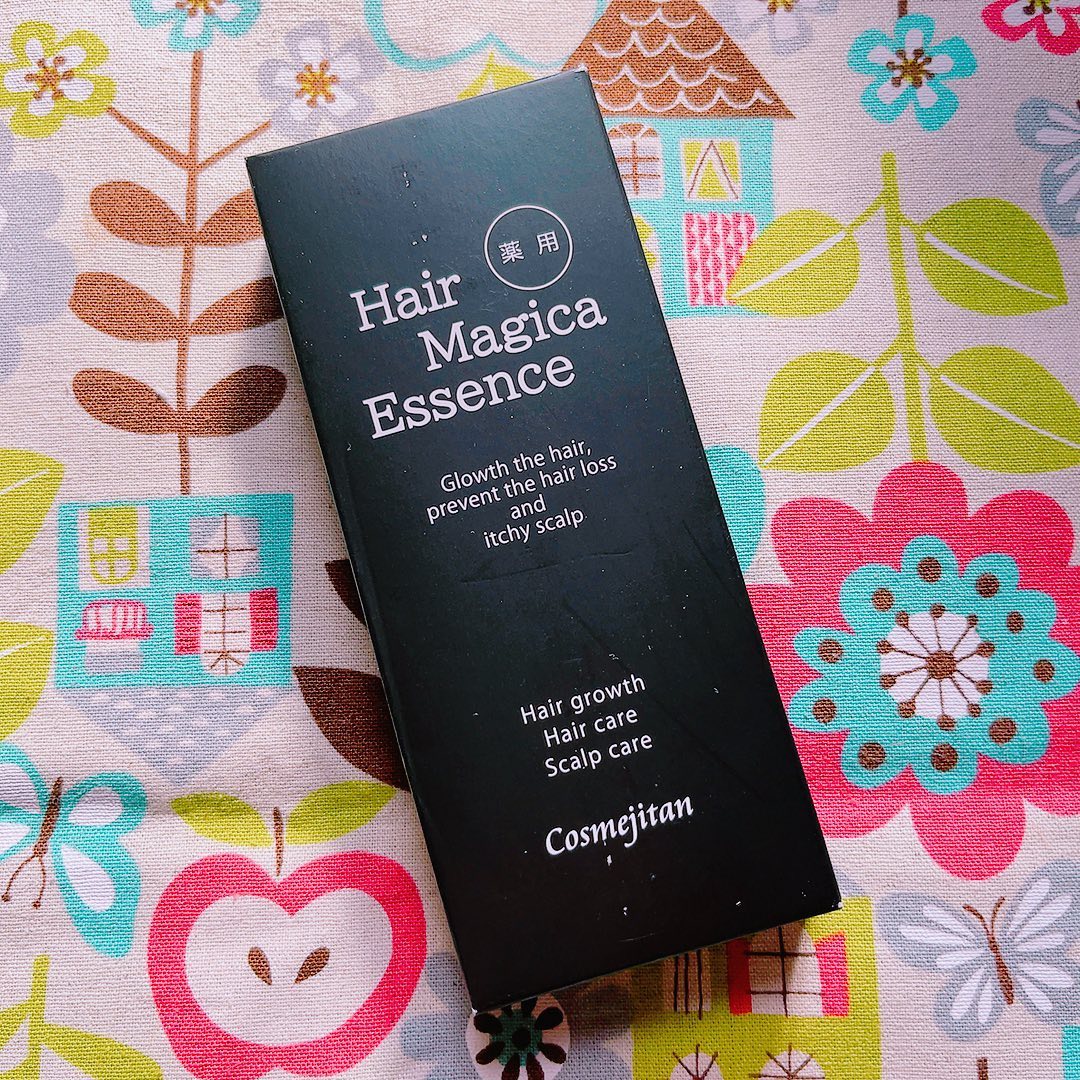 薬用
Hair
Magica
Essence
Glowth the hair,
prevent the hair loss
and
itchy scalp
Hair growth
Hair care
Scalp care
Cosmejitan